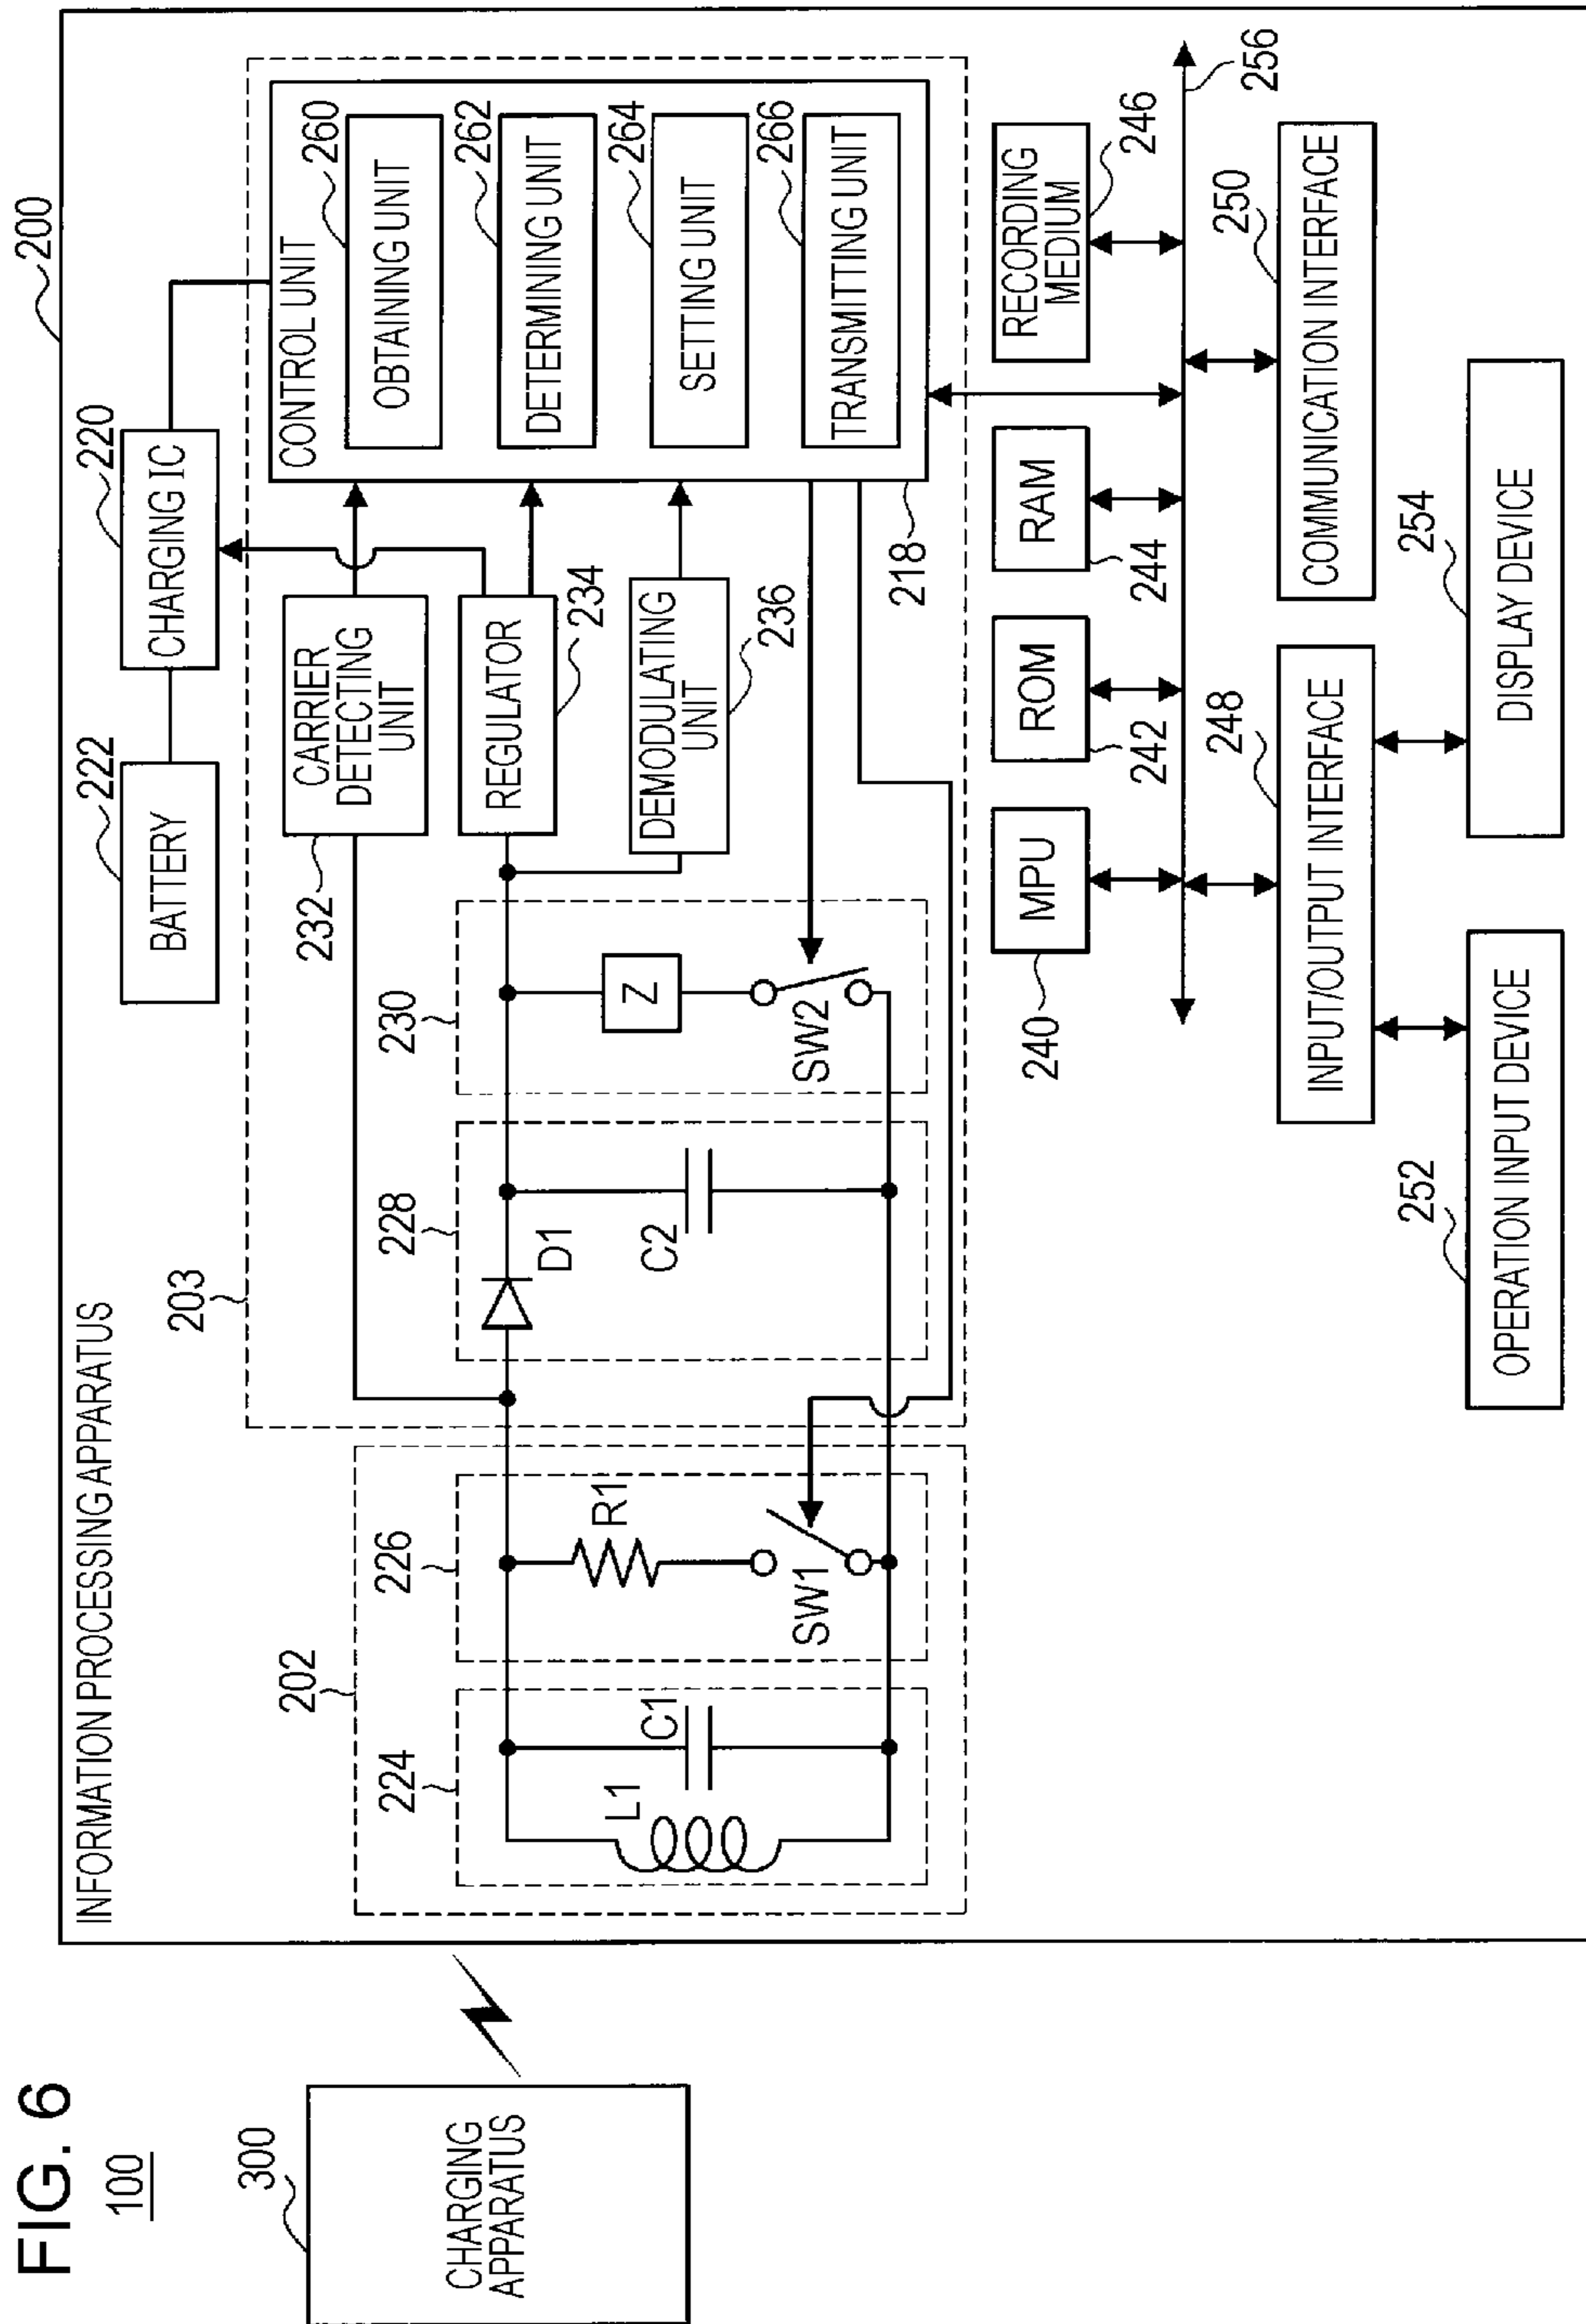 FIG. 6
100
300
CHARGING
APPARATUS
200
INFORMATION PROCESSING APPARATUS
222
BATTERY
220
CHARGING IC
203
202
224
L1
C1
226
R1
SW1
228
D1
C2
230
Z
SW2
232
CARRIER
DETECTING
UNIT
REGULATOR
234
DEMODULATING
UNIT
236
CONTROL UNIT
260
OBTAINING UNIT
262
DETERMINING UNIT
264
SETTING UNIT
266
TRANSMITTING UNIT
218
240
MPU
242
ROM
244
RAM
RECORDING
MEDIUM
246
256
248
INPUT/OUTPUT INTERFACE
250
COMMUNICATION INTERFACE
252
OPERATION INPUT DEVICE
254
DISPLAY DEVICE